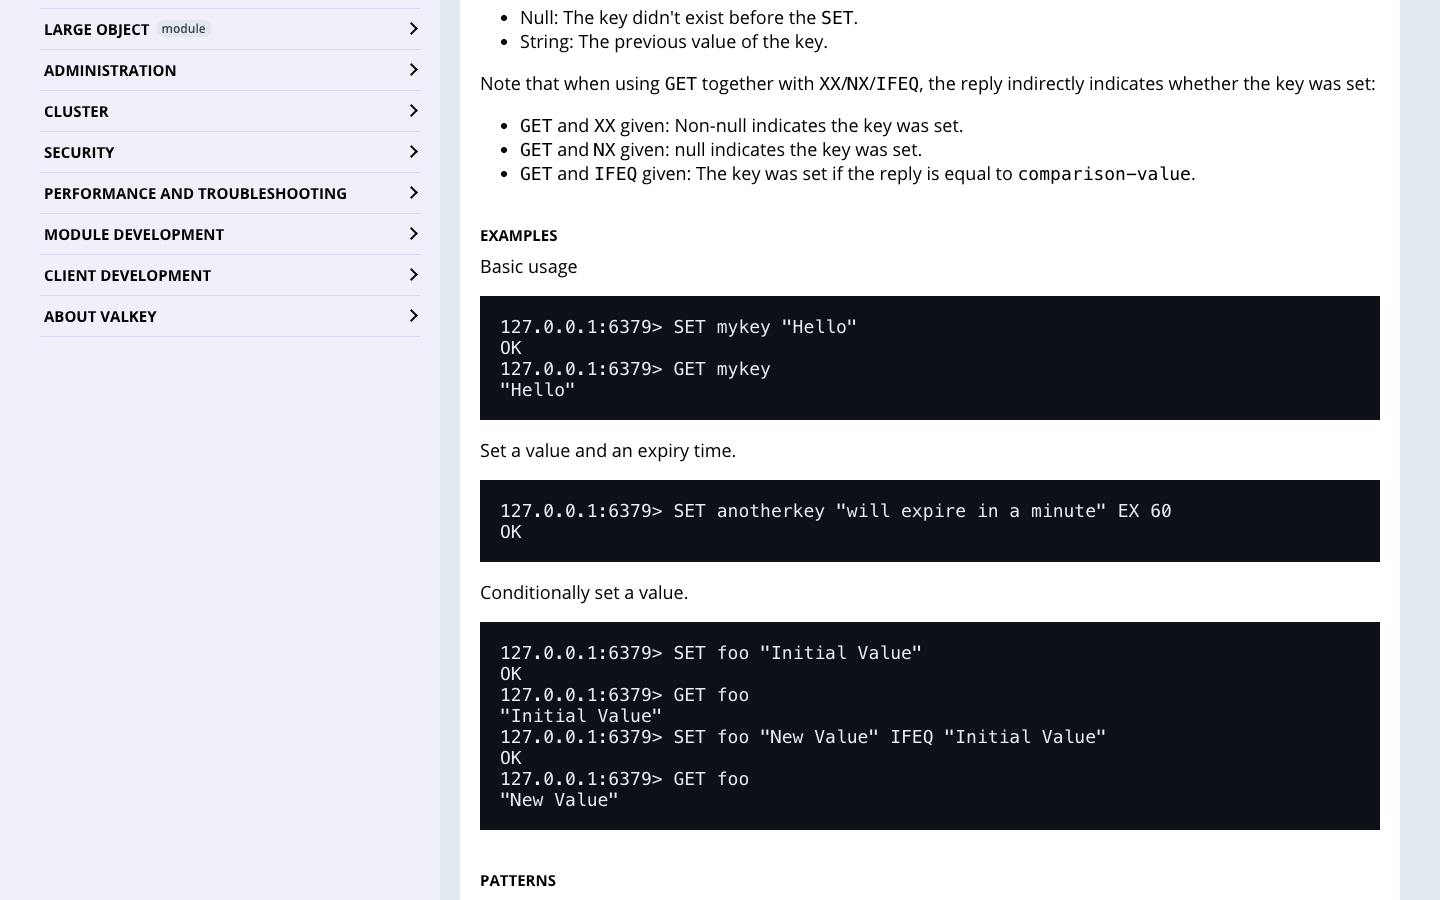 LARGE OBJECT module
ADMINISTRATION
CLUSTER
SECURITY
PERFORMANCE AND TROUBLESHOOTING
MODULE DEVELOPMENT
CLIENT DEVELOPMENT
ABOUT VALKEY
Null: The key didn't exist before the SET.
String: The previous value of the key.
Note that when using GET together with XX/NX/IFEQ, the reply indirectly indicates whether the key was set:
GET and XX given: Non-null indicates the key was set.
GET and NX given: null indicates the key was set.
GET and IFEQ given: The key was set if the reply is equal to comparison-value.
EXAMPLES
Basic usage
127.0.0.1:6379> SET mykey "Hello"
OK
127.0.0.1:6379> GET mykey
"Hello"
Set a value and an expiry time.
127.0.0.1:6379> SET anotherkey "will expire in a minute" EX 60
OK
Conditionally set a value.
127.0.0.1:6379> SET foo "Initial Value"
OK
127.0.0.1:6379> GET foo
"Initial Value"
127.0.0.1:6379> SET foo "New Value" IFEQ "Initial Value"
OK
127.0.0.1:6379> GET foo
"New Value"
PATTERNS